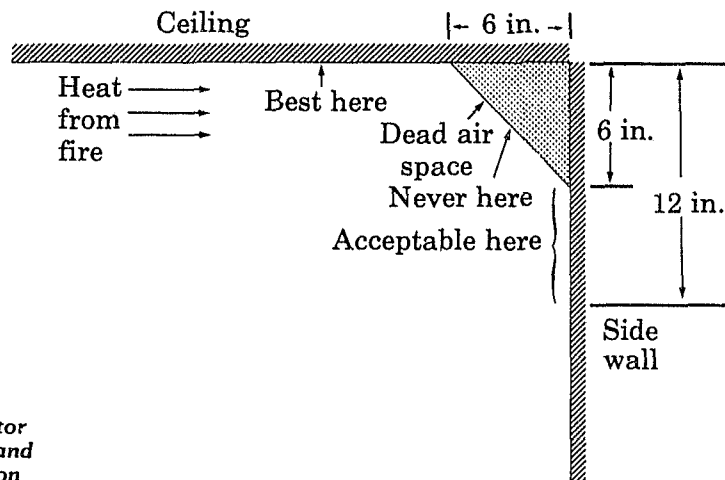 Ceiling
6 in.
Heat
from
fire
Best here
Dead air
space
Never here
Acceptable here
6 in.
12 in.
Side
wall
and